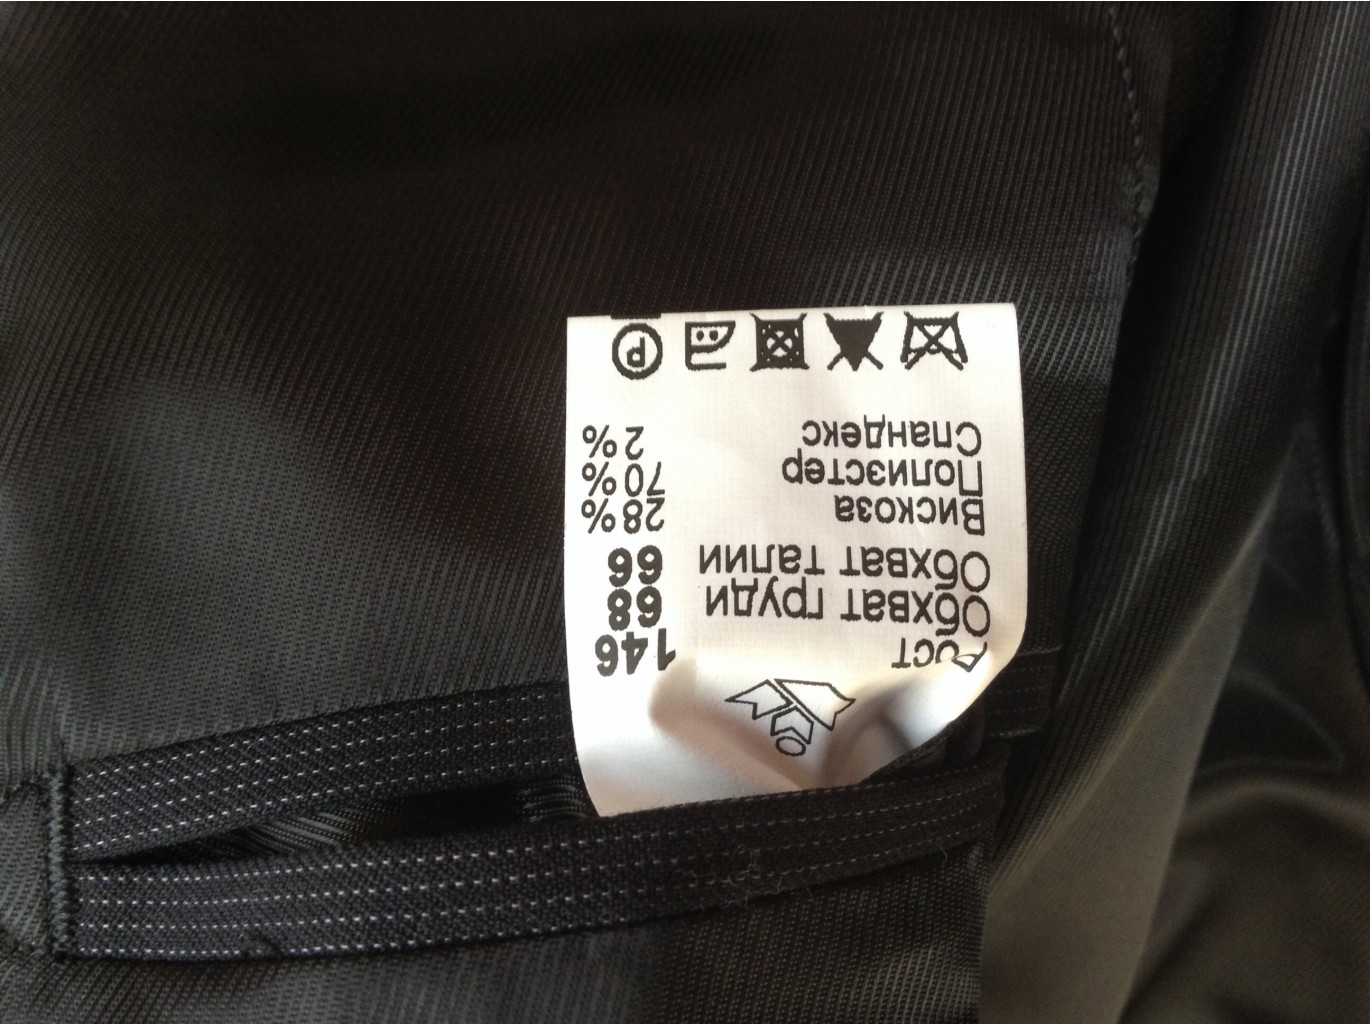 Рост 146
Обхват груди 68
Обхват талии 66
Вискоза 28%
Полиэстер 70%
Спандекс 2%
P